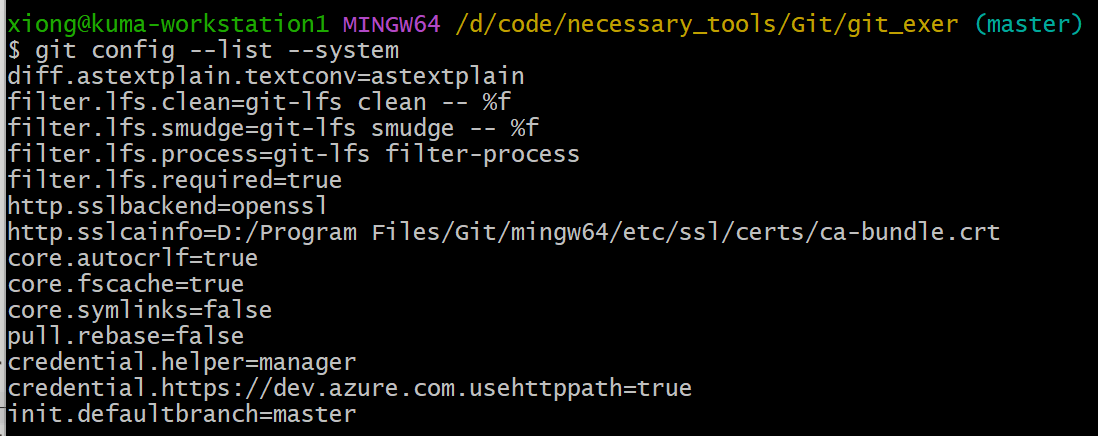 xiong@kuma-workstation1 MINGW64 /d/code/necessary_tools/Git/git_exer (master)
$ git config --list --system
diff.astextplain.textconv=astextplain
filter.lfs.clean=git-lfs clean -- %f
filter.lfs.smudge=git-lfs smudge -- %f
filter.lfs.process=git-lfs filter-process
filter.lfs.required=true
http.sslbackend=openssl
http.sslcainfo=D:/Program Files/Git/mingw64/etc/ssl/certs/ca-bundle.crt
core.autocrlf=true
core.fscache=true
core.symlinks=false
pull.rebase=false
credential.helper=manager
credential.https://dev.azure.com.usehttppath=true
init.defaultbranch=master